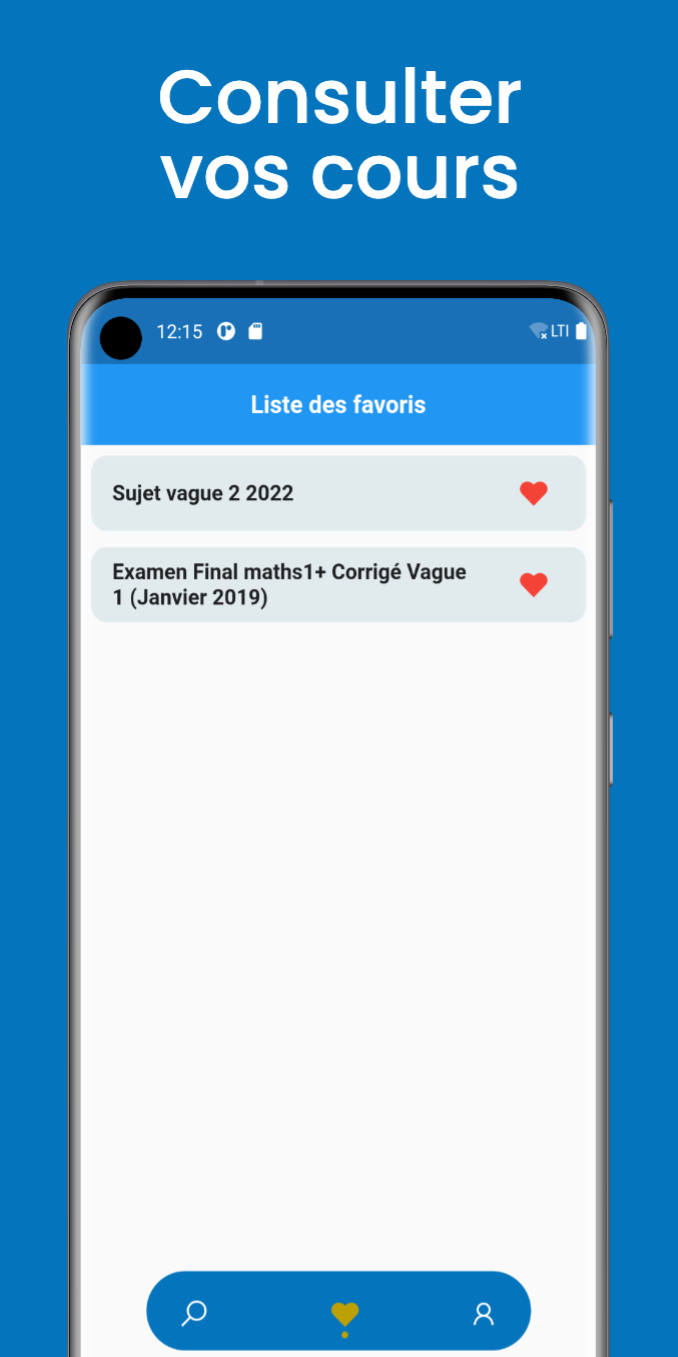 Consulter
vos cours
12:15
LTI
Liste des favoris
Sujet vague 2 2022
Examen Final maths1+ Corrigé Vague
1 (Janvier 2019)